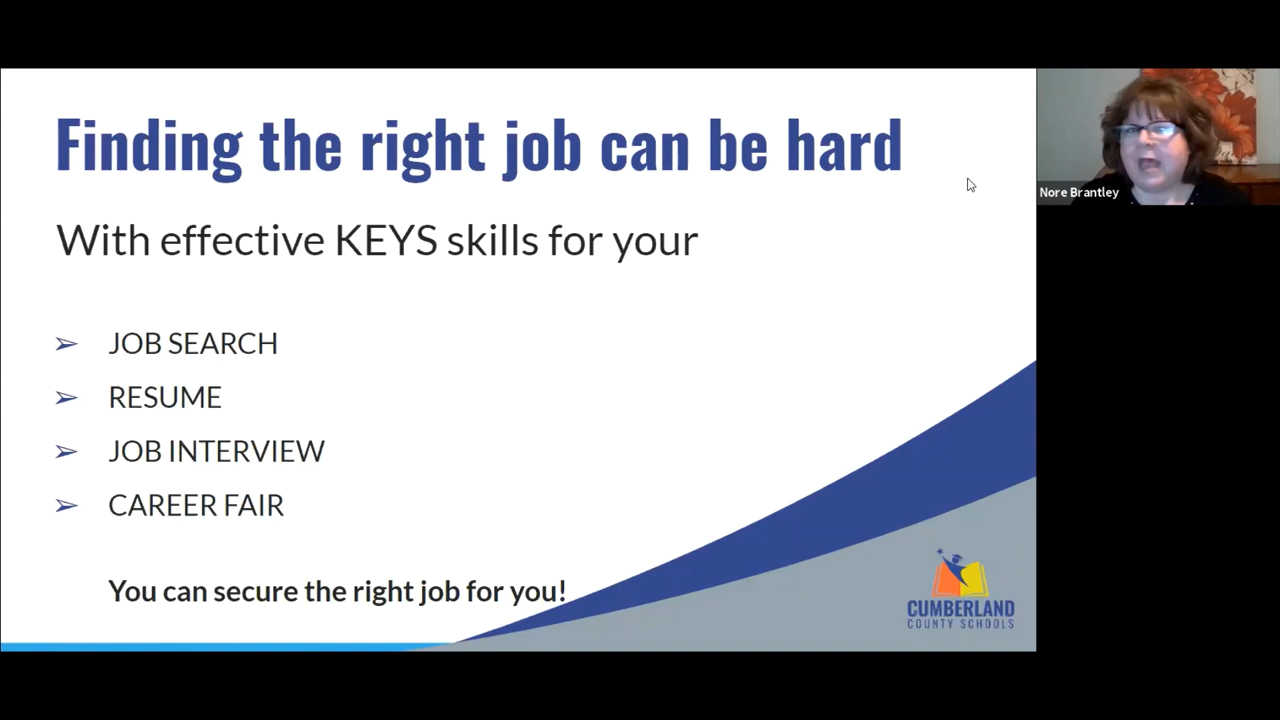 Finding the right job can be hard
With effective KEYS skills for your
JOB SEARCH
RESUME
JOB INTERVIEW
CAREER FAIR
You can secure the right job for you!
CUMBERLAND
COUNTY SCHOOLS
Nore Brantley